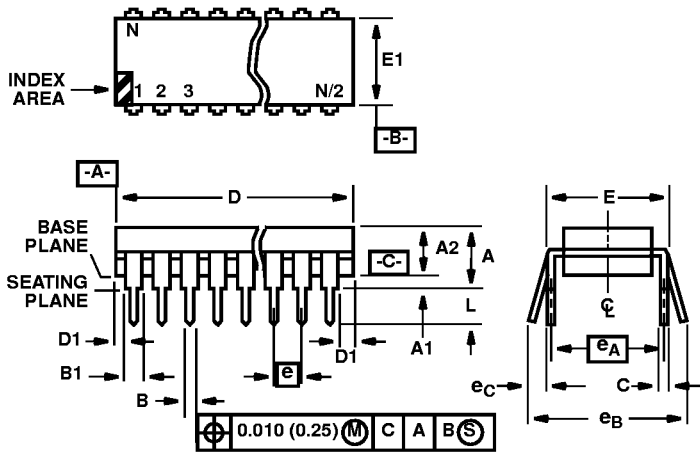 N
E1
INDEX
AREA
1 2 3 N/2
-B-
-A-
D
E
BASE
PLANE
A2
A
-C-
SEATING
PLANE
L
C
L
D1
A1
D1
eA
B1
e
eC
C
B
eB
0.010 (0.25) M C A B S